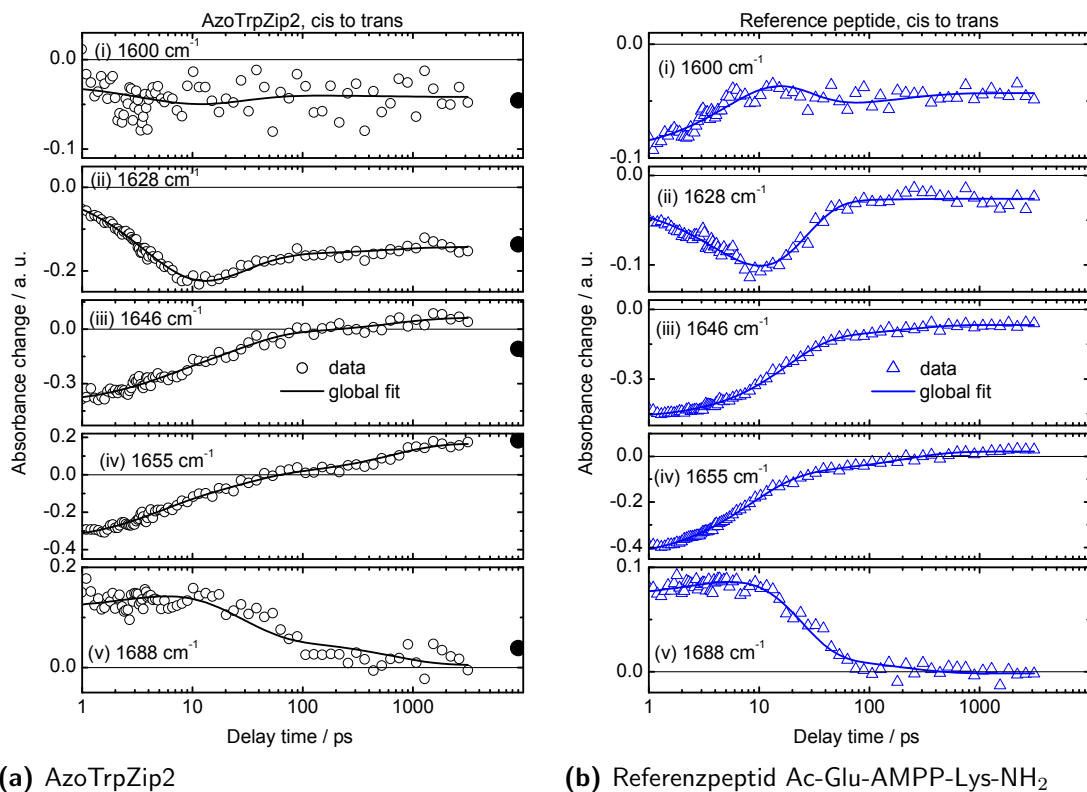 AzoTrpZip2, cis to trans
0.0
(i) 1600 cm⁻¹
-0.1
0.0
(ii) 1628 cm⁻¹
-0.2
(iii) 1646 cm⁻¹
0.0
data
-0.3
global fit
0.2
(iv) 1655 cm⁻¹
0.0
-0.2
-0.4
0.2
0.1
(v) 1688 cm⁻¹
0.0
1 10 100 1000
Delay time / ps
Absorbance change / a. u.
(a) AzoTrpZip2
Reference peptide, cis to trans
0.0
(i) 1600 cm⁻¹
-0.1
0.0
(ii) 1628 cm⁻¹
-0.1
0.0
(iii) 1646 cm⁻¹
data
-0.3
global fit
0.0
(iv) 1655 cm⁻¹
-0.2
-0.4
0.1
(v) 1688 cm⁻¹
0.0
1 10 100 1000
Delay time / ps
Absorbance change / a. u.
(b) Referenzpeptid Ac-Glu-AMPP-Lys-NH₂